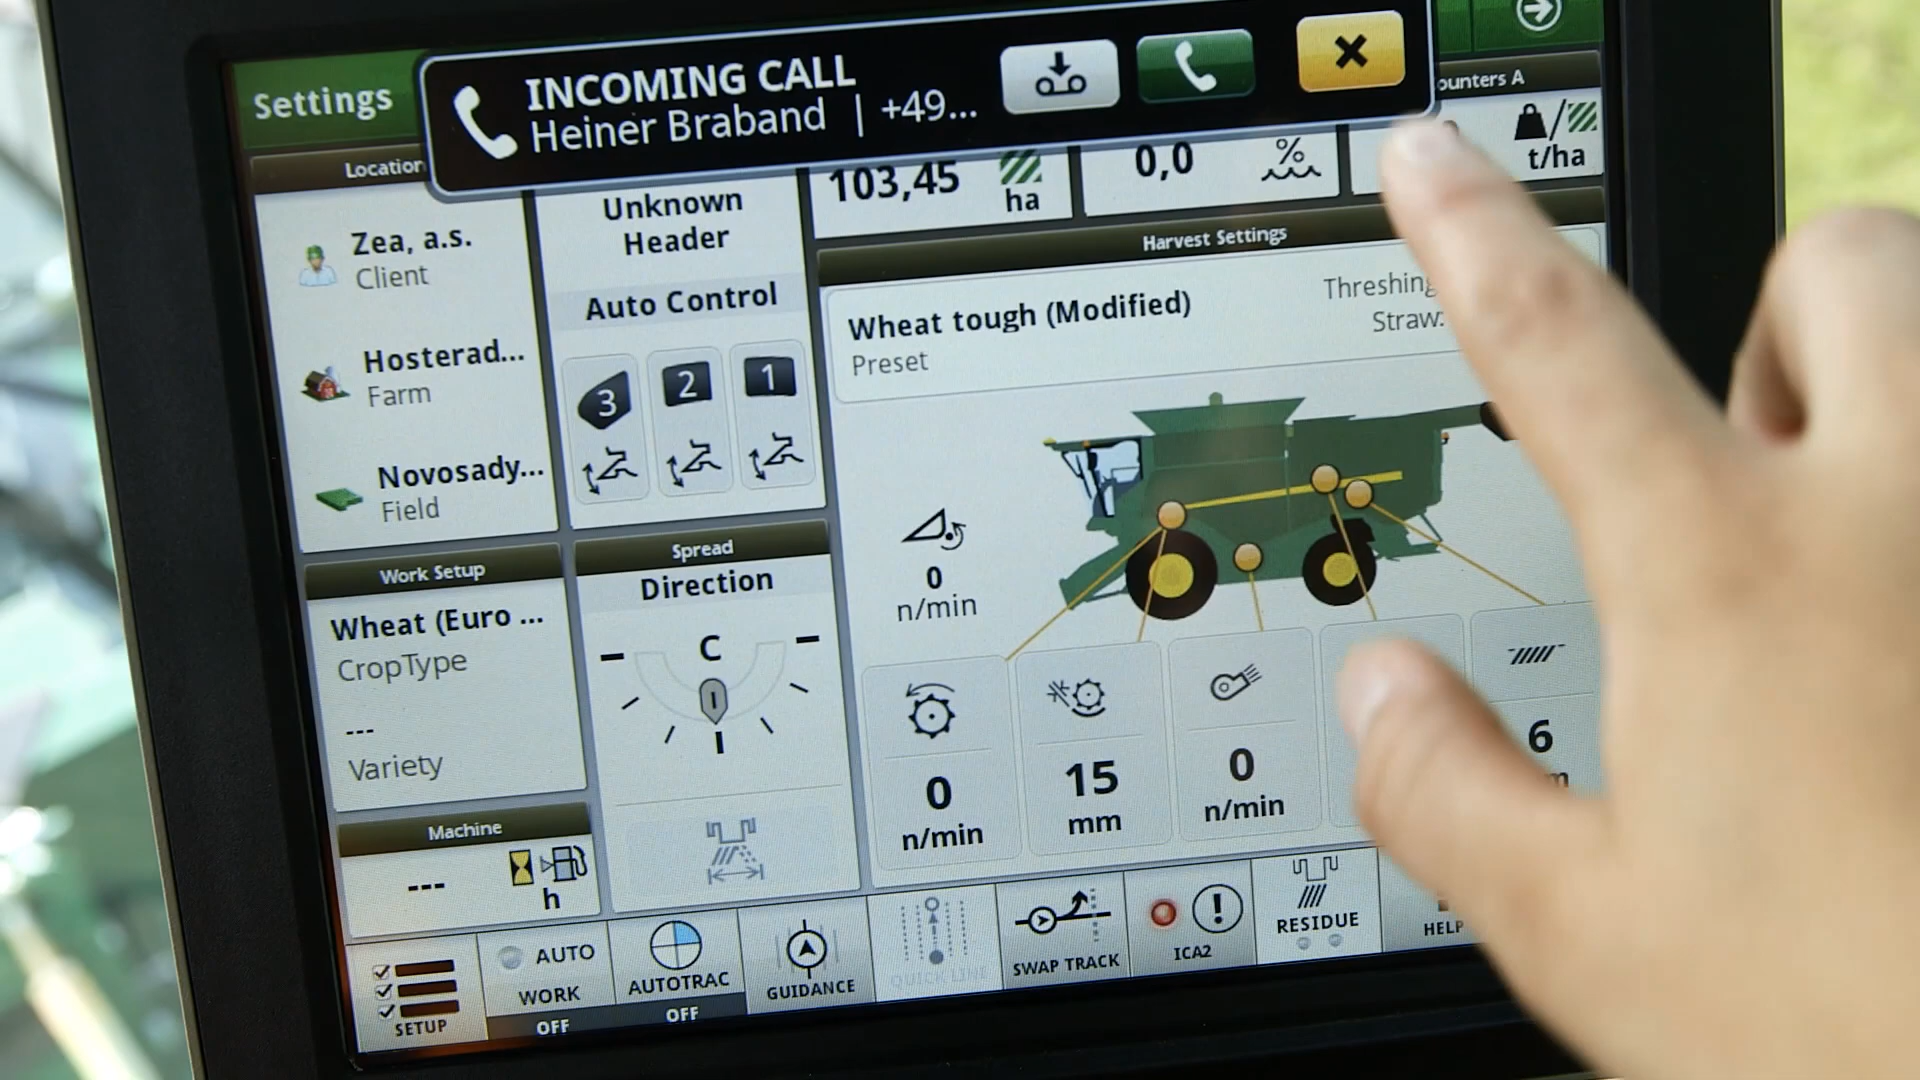 Settings
INCOMING CALL
Heiner Braband | +49...
ounters A
t/ha
Location
Zea, a.s.
Client
Hosterad...
Farm
Novosady...
Field
Unknown
Header
Auto Control
3
2
1
103,45
ha
0,0
%
Harvest Settings
Wheat tough (Modified)
Preset
Threshing
Straw:
0
n/min
Work Setup
Wheat (Euro ...
CropType
---
Variety
Spread
Direction
C
I
I
0
n/min
15
mm
0
n/min
6
m
Machine
---
h
SETUP
AUTO
WORK
OFF
AUTOTRAC
OFF
GUIDANCE
QUICK LINE
SWAP TRACK
ICA2
RESIDUE
HELP